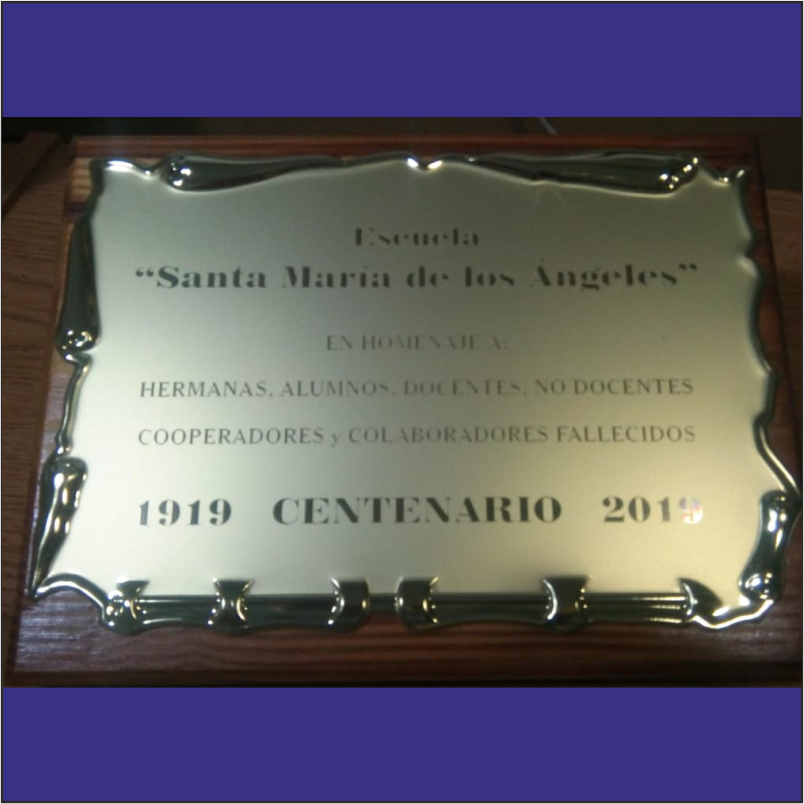 Escuela
“Santa María de los Ángeles”
EN HOMENAJE A:
HERMANAS, ALUMNOS, DOCENTES, NO DOCENTES
COOPERADORES y COLABORADORES FALLECIDOS
1919 CENTENARIO 2019